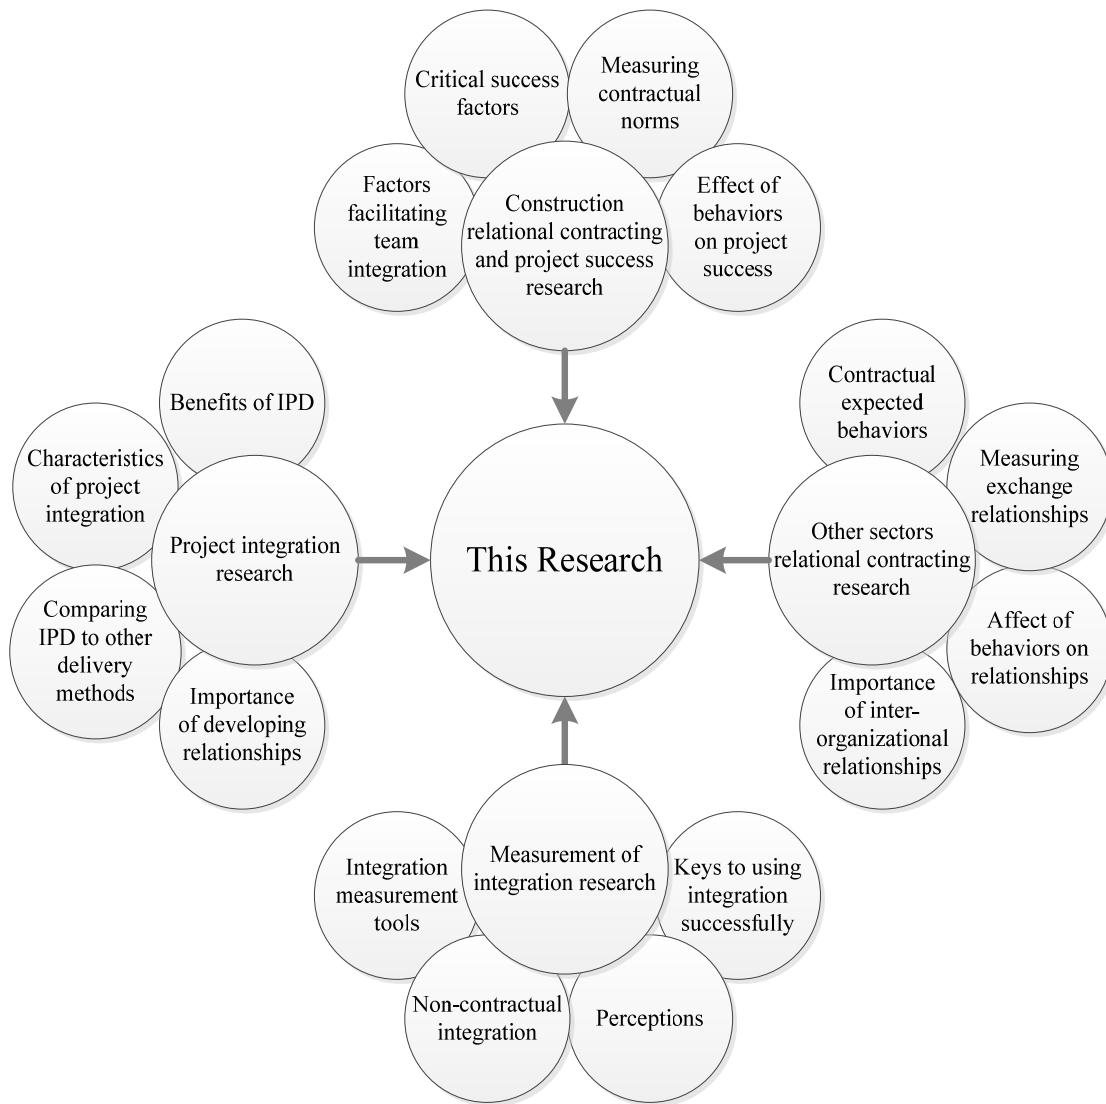 Critical success
factors
Measuring
contractual
norms
Factors
facilitating
team
integration
Construction
relational contracting
and project success
research
Effect of
behaviors
on project
success
Benefits of IPD
Characteristics
of project
integration
Project integration
research
Comparing
IPD to other
delivery
methods
Importance
of developing
relationships
This Research
Contractual
expected
behaviors
Measuring
exchange
relationships
Other sectors
relational contracting
research
Affect of
behaviors on
relationships
Importance
of inter-
organizational
relationships
Integration
measurement
tools
Measurement of
integration research
Keys to using
integration
successfully
Non-contractual
integration
Perceptions